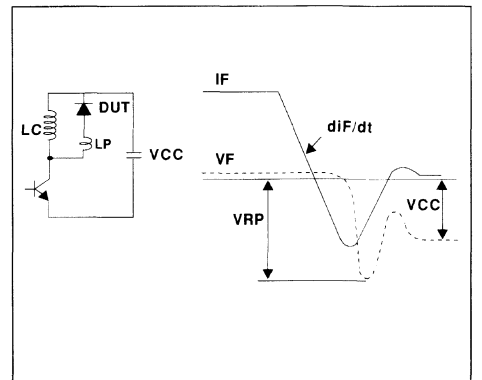 IF
DUT
diF/dt
LC
LP
VCC
VF
VRP
VCC